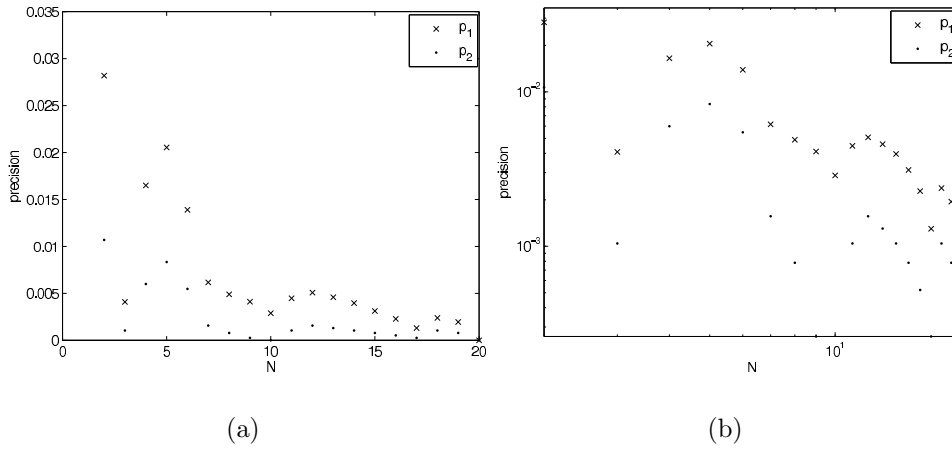 0.035
0.03
0.025
0.02
0.015
0.01
0.005
0
precision
0 5 10 15 20
N
× p₁
· p₂
(a)
10⁻²
10⁻³
precision
10¹
N
× p₁
· p₂
(b)